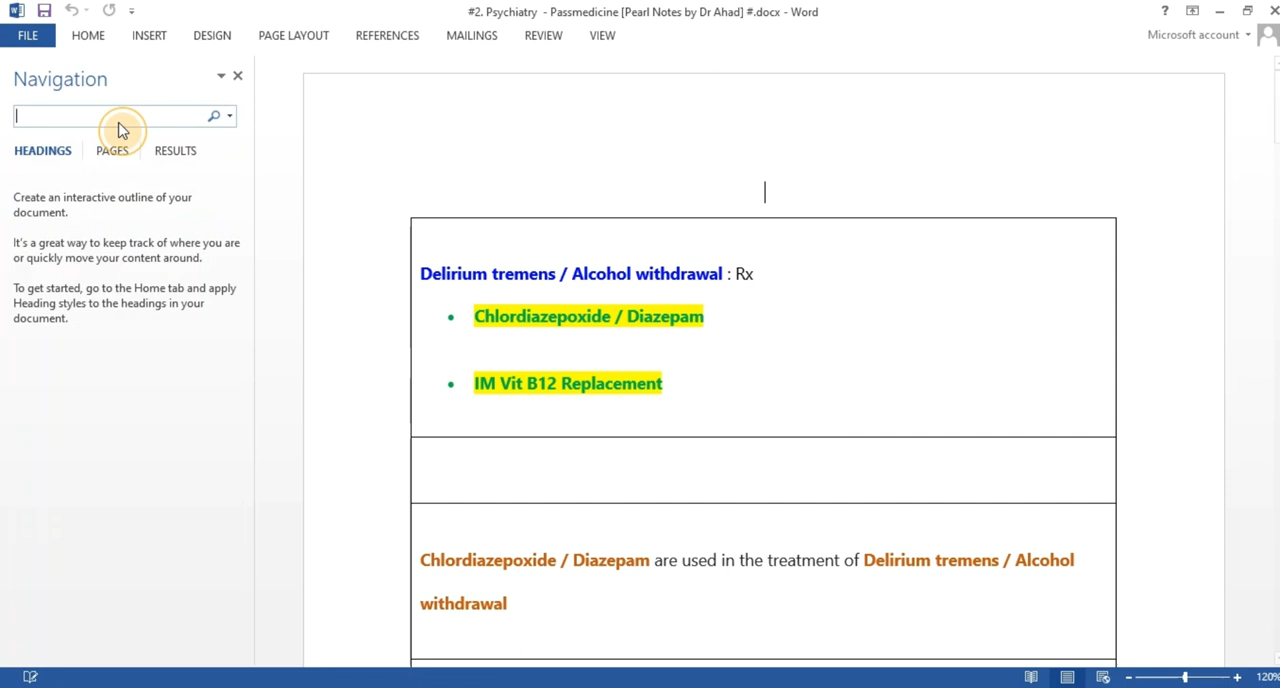 #2. Psychiatry - Passmedicine [Pearl Notes by Dr Ahad] #.docx - Word
?
FILE HOME INSERT DESIGN PAGE LAYOUT REFERENCES MAILINGS REVIEW VIEW Microsoft account
Navigation
HEADINGS PAGES RESULTS
Create an interactive outline of your
document.
It's a great way to keep track of where you are
or quickly move your content around.
To get started, go to the Home tab and apply
Heading styles to the headings in your
document.
Delirium tremens / Alcohol withdrawal : Rx
• Chlordiazepoxide / Diazepam
• IM Vit B12 Replacement
Chlordiazepoxide / Diazepam are used in the treatment of Delirium tremens / Alcohol
withdrawal
120%